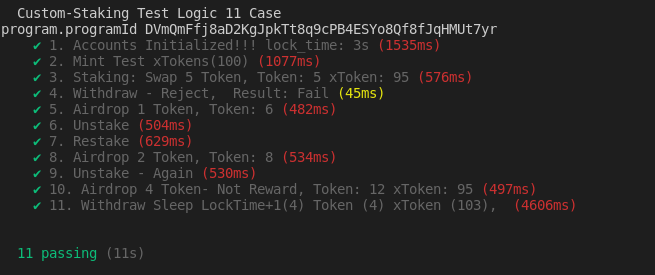 Custom-Staking Test Logic 11 Case
program.programId DVmQmFfj8aD2KgJpkTt8q9cPB4ESYo8Qf8fJqHMUt7yr
✔ 1. Accounts Initialized!!! lock_time: 3s (1535ms)
✔ 2. Mint Test xTokens(100) (1077ms)
✔ 3. Staking: Swap 5 Token, Token: 5 xToken: 95 (576ms)
✔ 4. Withdraw - Reject,  Result: Fail (45ms)
✔ 5. Airdrop 1 Token, Token: 6 (482ms)
✔ 6. Unstake (504ms)
✔ 7. Restake (629ms)
✔ 8. Airdrop 2 Token, Token: 8 (534ms)
✔ 9. Unstake - Again (530ms)
✔ 10. Airdrop 4 Token- Not Reward, Token: 12 xToken: 95 (497ms)
✔ 11. Withdraw Sleep LockTime+1(4) Token (4) xToken (103),  (4606ms)
11 passing (11s)